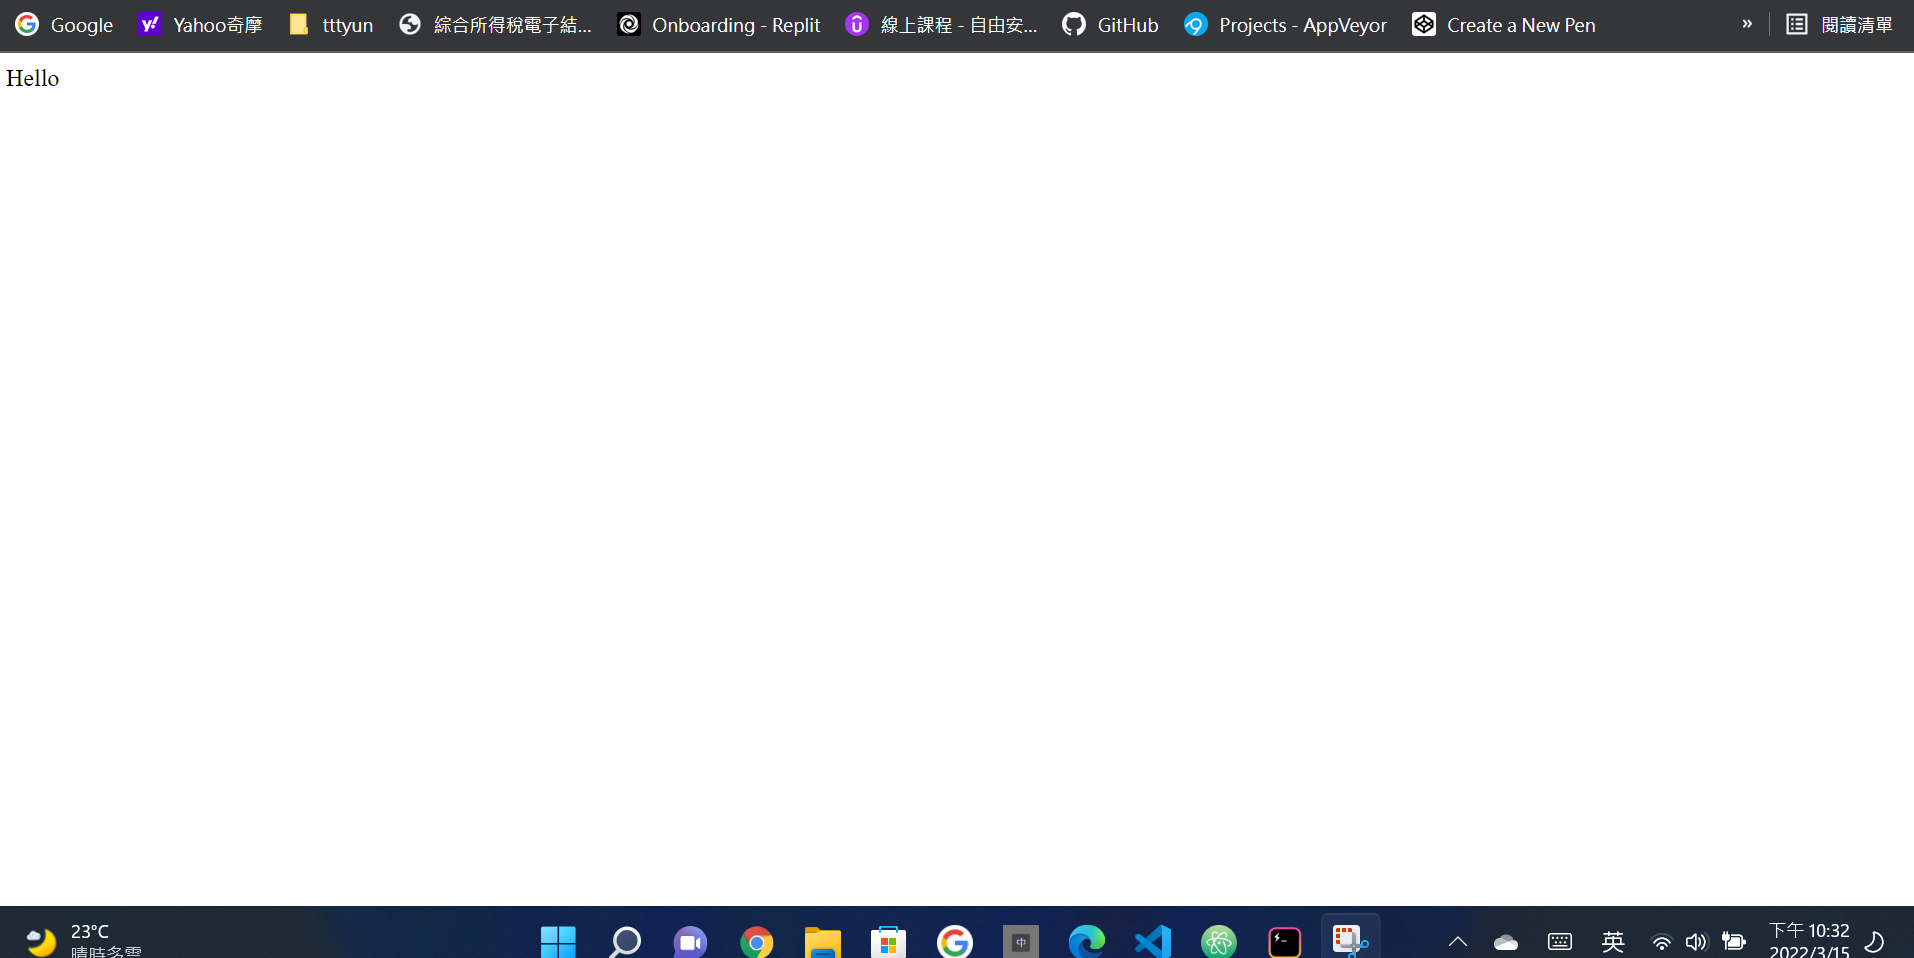 Google Yahoo奇摩 tttyun 綜合所得稅電子結... Onboarding - Replit 線上課程 - 自由安... GitHub Projects - AppVeyor Create a New Pen » 閱讀清單
Hello
23°C
晴時多雲
中
英
下午 10:32
2022/3/15